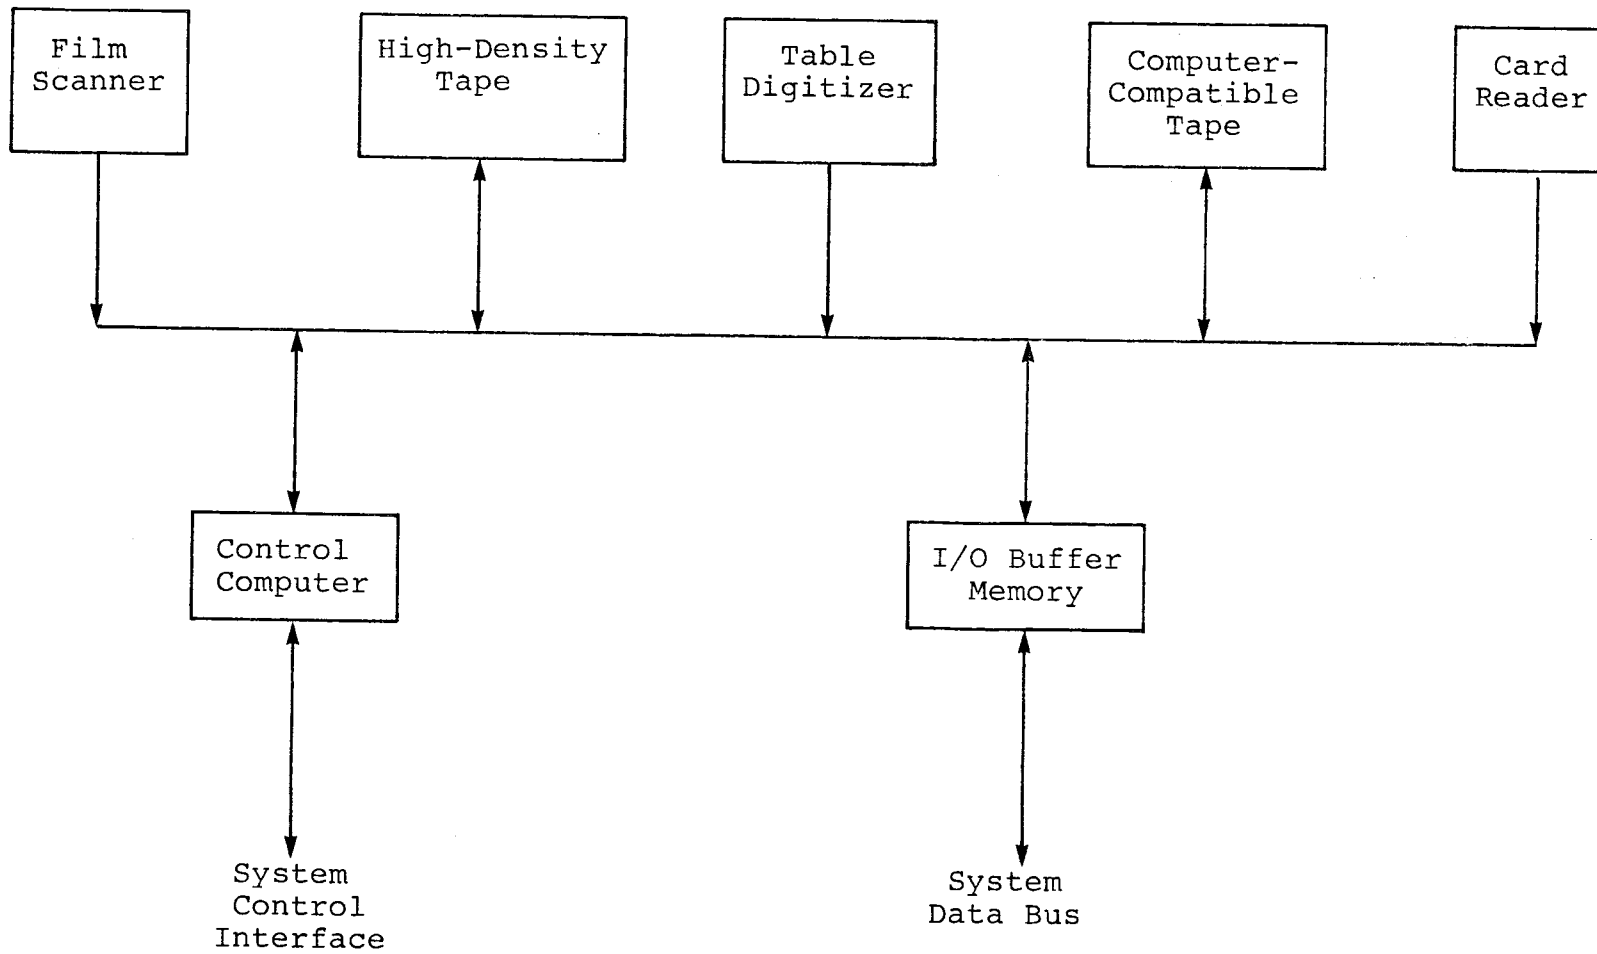 Film
Scanner
High-Density
Tape
Table
Digitizer
Computer-
Compatible
Tape
Card
Reader
Control
Computer
I/O Buffer
Memory
System
Control
Interface
System
Data Bus